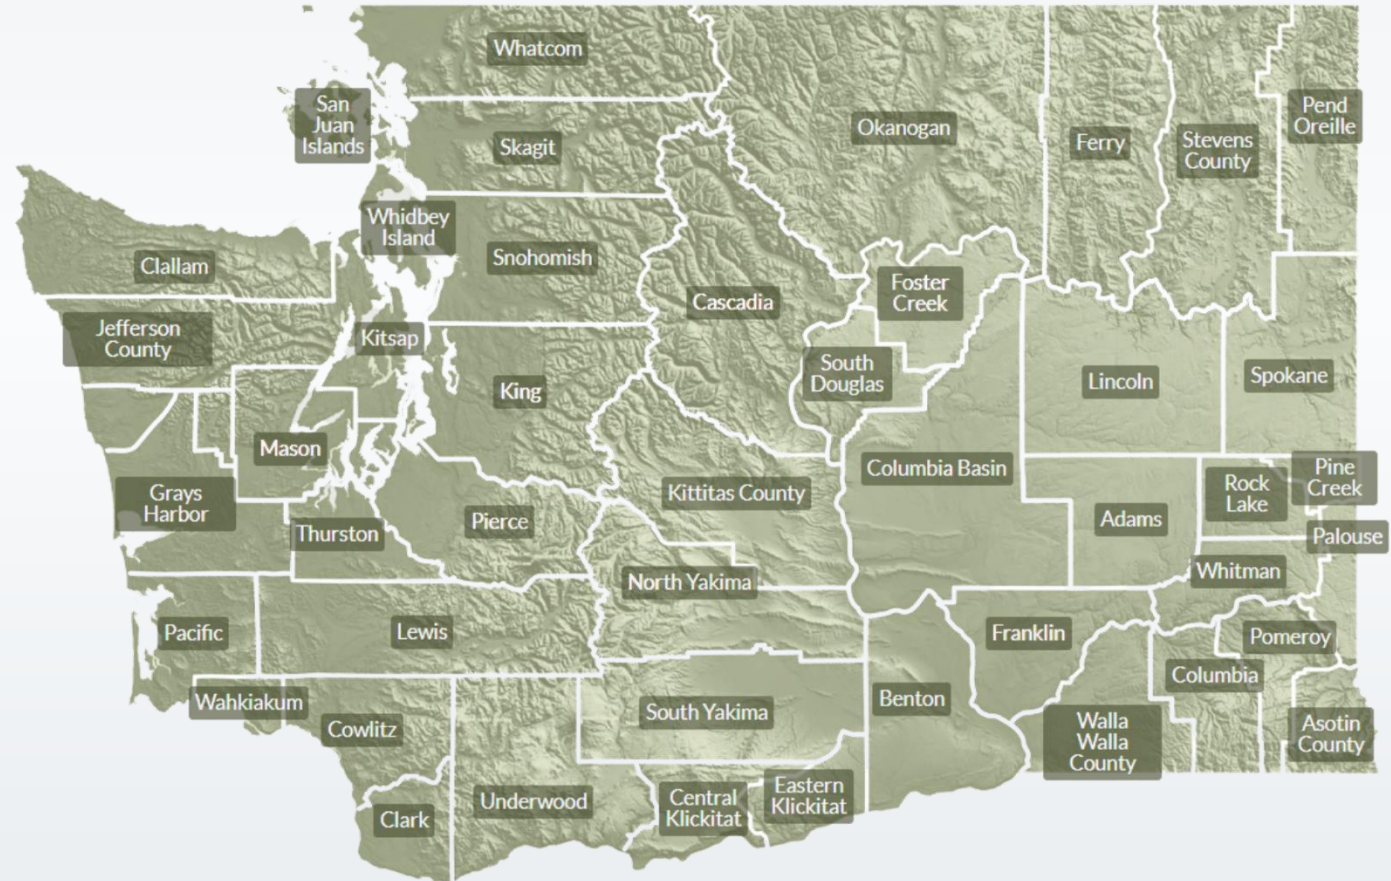 Whatcom
San
Juan
Islands
Skagit
Okanogan
Ferry
Stevens
County
Pend
Oreille
Whidbey
Island
Clallam
Snohomish
Cascadia
Foster
Creek
Jefferson
County
Kitsap
King
South
Douglas
Lincoln
Spokane
Mason
Grays
Harbor
Thurston
Pierce
Kittitas County
Columbia Basin
Adams
Rock
Lake
Pine
Creek
Palouse
Whitman
North Yakima
Pacific
Lewis
Franklin
Pomeroy
Columbia
Wahkiakum
Cowlitz
South Yakima
Benton
Walla
Walla
County
Asotin
County
Clark
Underwood
Central
Klickitat
Eastern
Klickitat